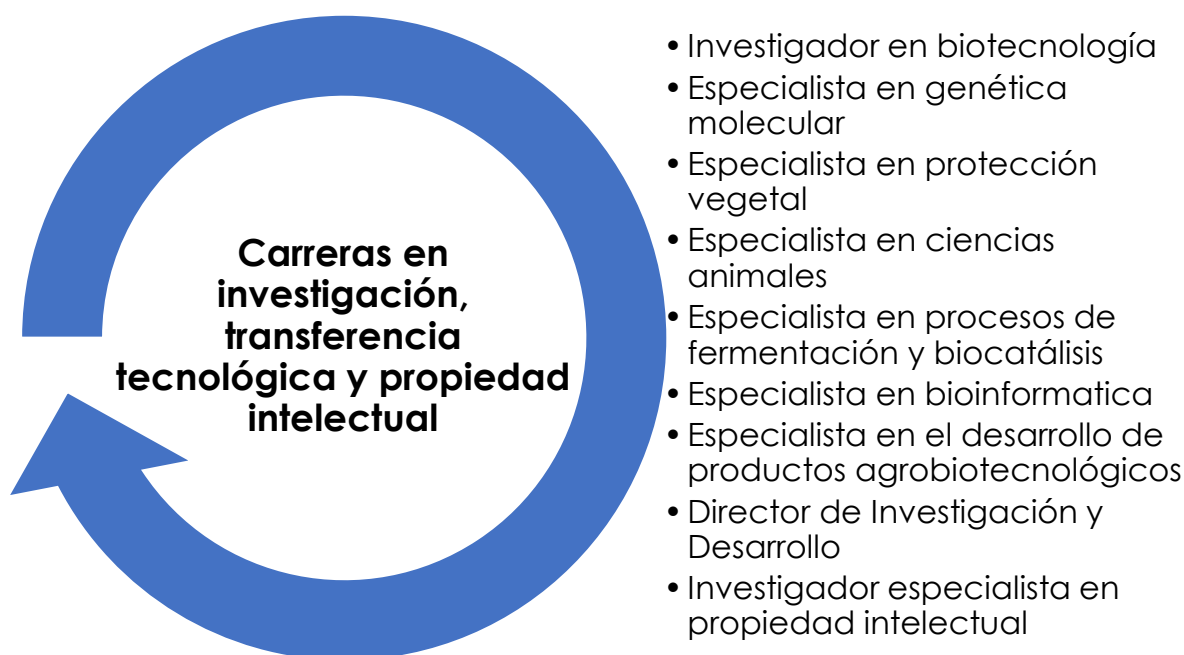 Carreras en
investigación,
transferencia
tecnológica y propiedad
intelectual
• Investigador en biotecnología
• Especialista en genética
molecular
• Especialista en protección
vegetal
• Especialista en ciencias
animales
• Especialista en procesos de
fermentación y biocatálisis
• Especialista en bioinformatica
• Especialista en el desarrollo de
productos agrobiotecnológicos
• Director de Investigación y
Desarrollo
• Investigador especialista en
propiedad intelectual